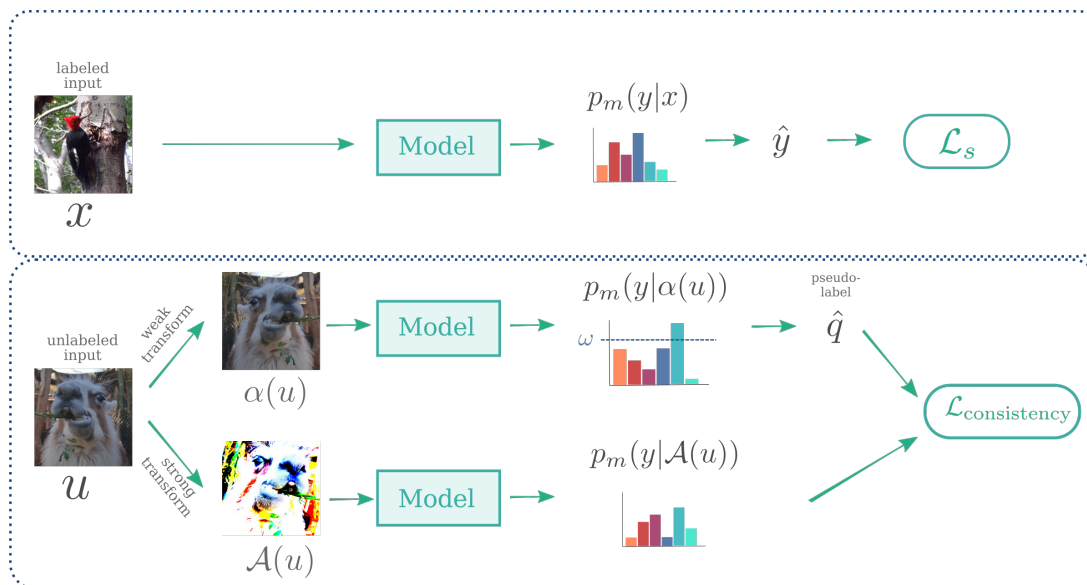 labeled
input
x
Model
p_m(y|x)
ŷ
ℒ_s
unlabeled
input
u
weak
transform
α(u)
Model
p_m(y|α(u))
ω
pseudo-
label
q̂
ℒ_consistency
strong
transform
𝒜(u)
Model
p_m(y|𝒜(u))